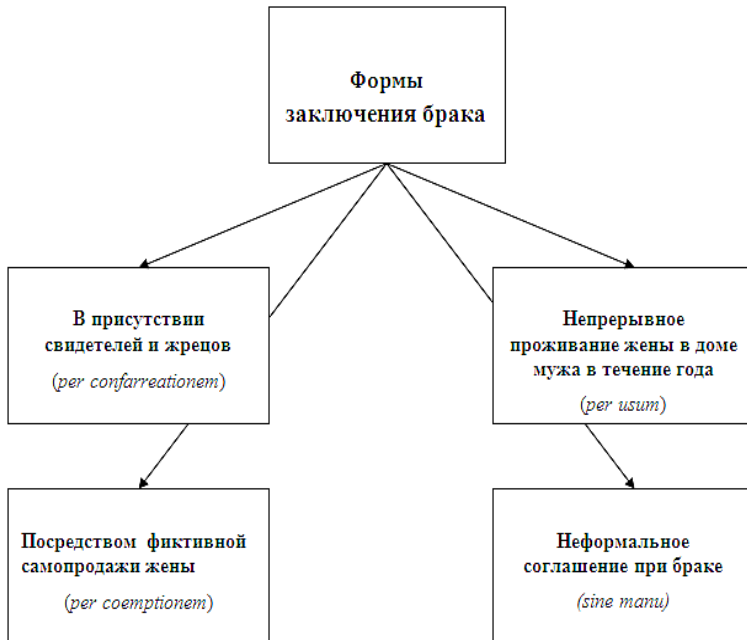 Формы
заключения брака
В присутствии
свидетелей и жрецов
(per confarreationem)
Непрерывное
проживание жены в доме
мужа в течение года
(per usum)
Посредством фиктивной
самопродажи жены
(per coemptionem)
Неформальное
соглашение при браке
(sine manu)